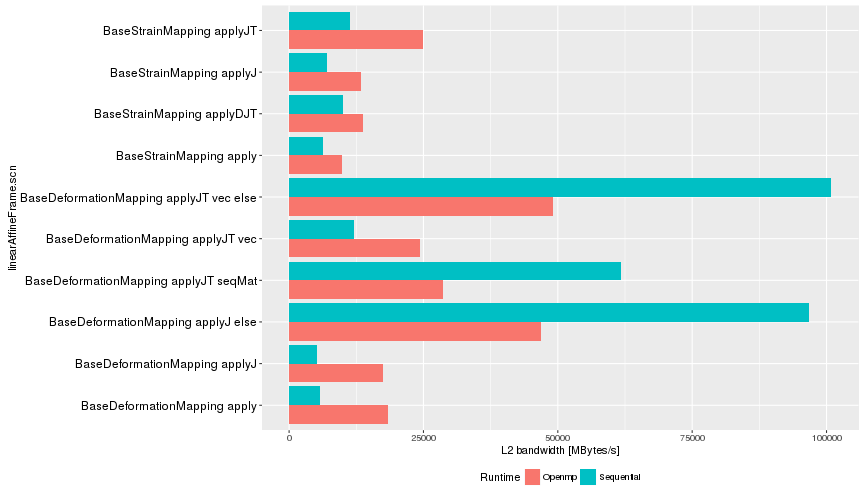 linearAffineFrame.scn
BaseStrainMapping applyJT
BaseStrainMapping applyJ
BaseStrainMapping applyDJT
BaseStrainMapping apply
BaseDeformationMapping applyJT vec else
BaseDeformationMapping applyJT vec
BaseDeformationMapping applyJT seqMat
BaseDeformationMapping applyJ else
BaseDeformationMapping applyJ
BaseDeformationMapping apply
0 25000 50000 75000 100000
L2 bandwidth [MBytes/s]
Runtime Openmp Sequential